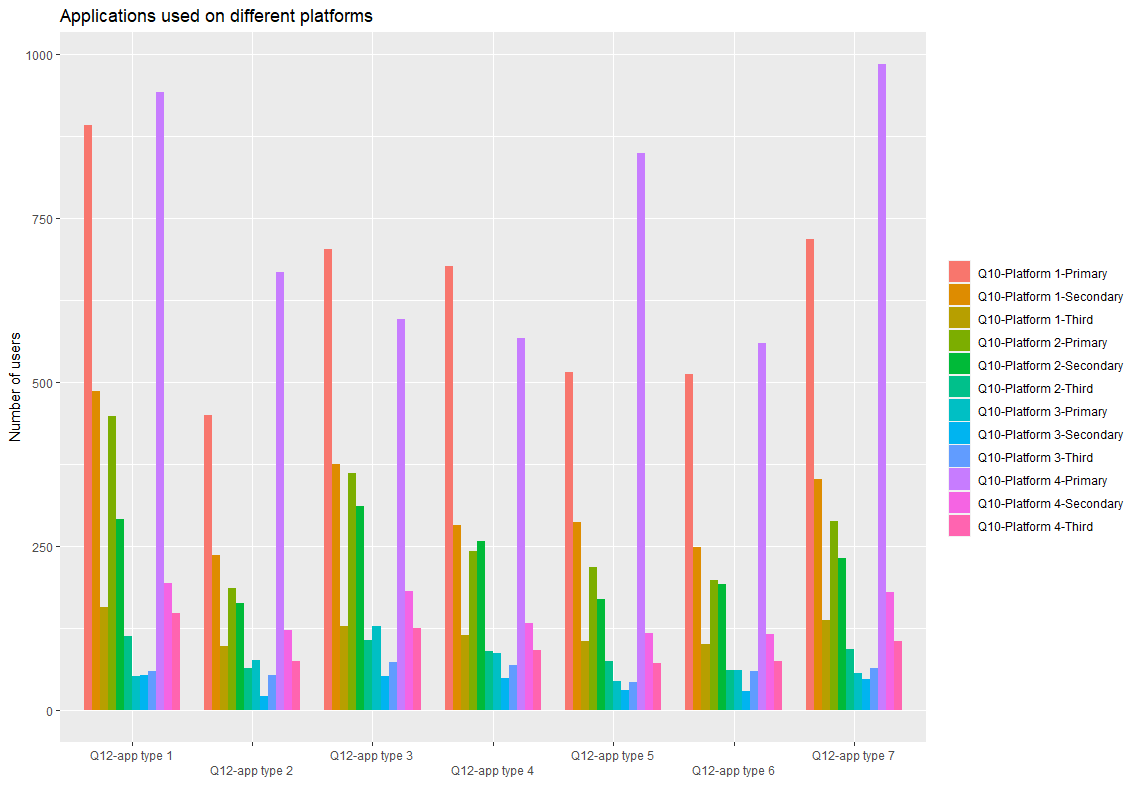 Applications used on different platforms
Number of users
1000
750
500
250
0
Q12-app type 1
Q12-app type 2
Q12-app type 3
Q12-app type 4
Q12-app type 5
Q12-app type 6
Q12-app type 7
Q10-Platform 1-Primary
Q10-Platform 1-Secondary
Q10-Platform 1-Third
Q10-Platform 2-Primary
Q10-Platform 2-Secondary
Q10-Platform 2-Third
Q10-Platform 3-Primary
Q10-Platform 3-Secondary
Q10-Platform 3-Third
Q10-Platform 4-Primary
Q10-Platform 4-Secondary
Q10-Platform 4-Third